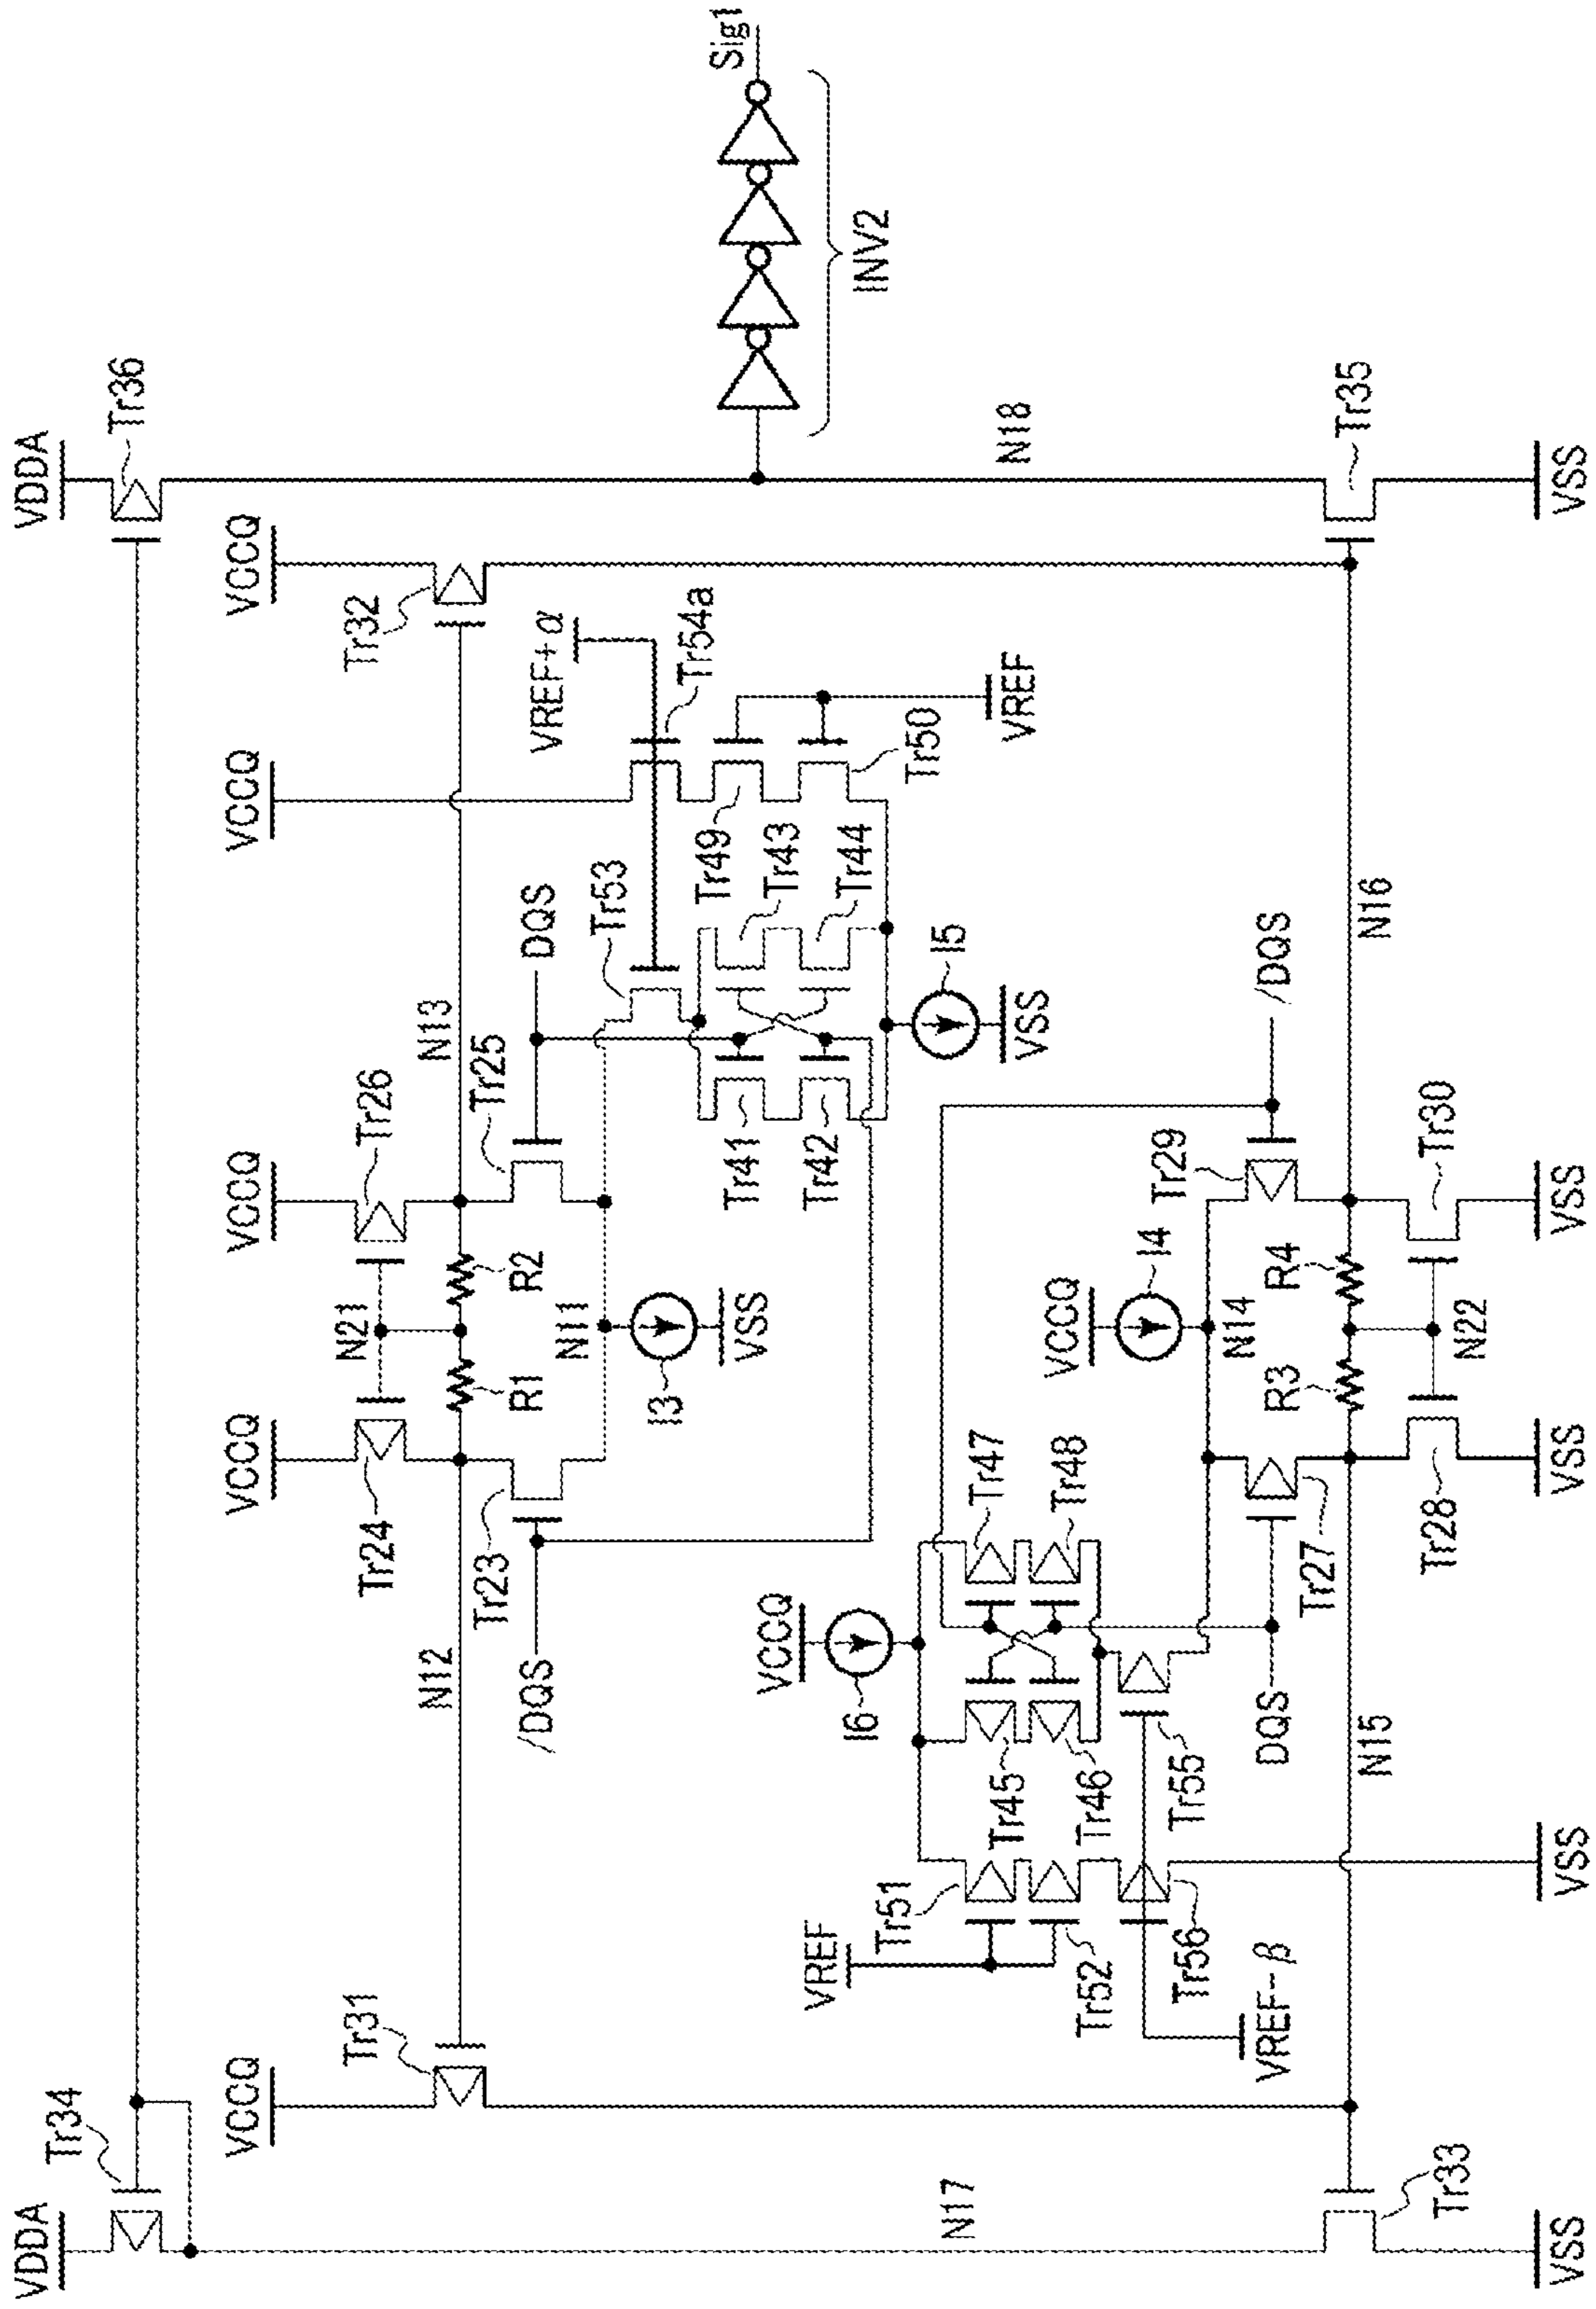 VDDA
Tr34
VDDA
Tr36
VCCQ
Tr31
VCCQ
Tr24
N21
VCCQ
Tr26
VCCQ
VCCQ
Tr32
N12
R1
R2
N13
VREF+α
Tr54a
/DQS
Tr23
N11
Tr25
DQS
Tr53
I3
VSS
Tr41
Tr42
Tr49
Tr43
Tr44
Tr50
VREF
I5
VSS
Sig1
INV2
N17
N18
VCCQ
I6
VREF
Tr51
Tr52
Tr45
Tr46
Tr47
Tr48
Tr56
Tr55
VREF-β
VCCQ
I4
N14
DQS
Tr27
Tr29
/DQS
N15
R3
R4
N16
Tr33
VSS
VSS
Tr28
VSS
N22
Tr30
VSS
Tr35
VSS